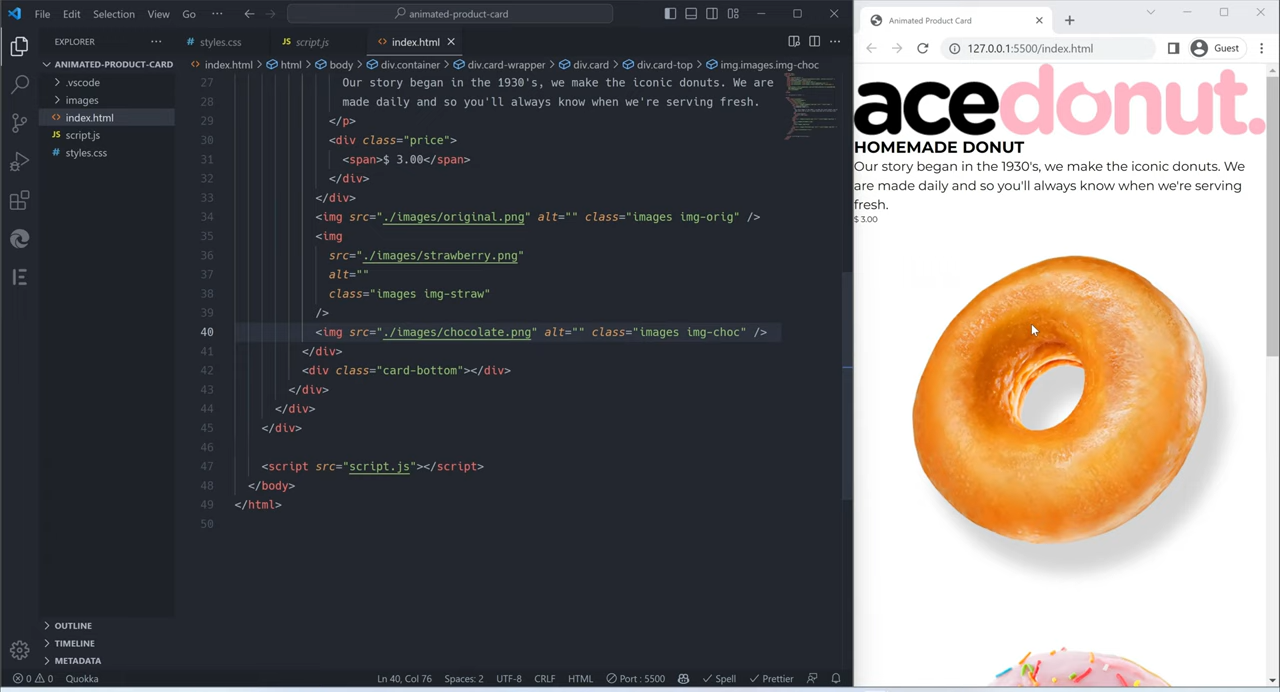 File Edit Selection View Go ··· animated-product-card
EXPLORER ···
ANIMATED-PRODUCT-CARD
.vscode
images
index.html
script.js
styles.css
OUTLINE
TIMELINE
METADATA
styles.css script.js index.html
index.html html body div.container div.card-wrapper div.card div.card-top img.images.img-choc
27 Our story began in the 1930's, we make the iconic donuts. We are
28 made daily and so you'll always know when we're serving fresh.
29 </p>
30 <div class="price">
31 <span>$ 3.00</span>
32 </div>
33 </div>
34 <img src="./images/original.png" alt="" class="images img-orig" />
35 <img
36 src="./images/strawberry.png"
37 alt=""
38 class="images img-straw"
39 />
40 <img src="./images/chocolate.png" alt="" class="images img-choc" />
41 </div>
42 <div class="card-bottom"></div>
43 </div>
44 </div>
45 </div>
46
47 <script src="script.js"></script>
48 </body>
49 </html>
50
0 0 Quokka Ln 40, Col 76 Spaces: 2 UTF-8 CRLF HTML Port : 5500 Spell Prettier
Animated Product Card
127.0.0.1:5500/index.html Guest
acedonut.
HOMEMADE DONUT
Our story began in the 1930's, we make the iconic donuts. We
are made daily and so you'll always know when we're serving
fresh.
$ 3.00